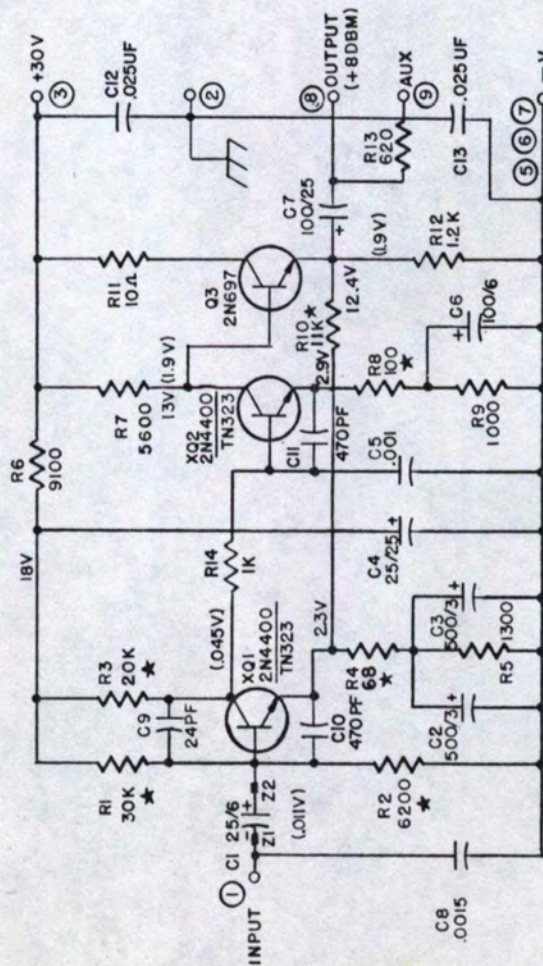 +30V
③
C12
.025UF
②
⑧ OUTPUT
(+8DBM)
AUX
⑨
R13
620
C13
.025UF
⑤ ⑥ ⑦
–V
C7
100/25
+
R11
10Ω
Q3
2N697
(1.9V)
12.4V
R12
1.2K
R10 ★
11K
R7
5600
13V (1.9V)
XQ2
2N4400
TN323
2.9V
R8
100
★
C6
100/6
+
R9
1000
C11
470PF
C5
.001
R6
9100
18V
R14
1K
C4
25/25
+
R3
20K
★
(.045V)
XQ1
2N4400
TN323
2.3V
R4
68
★
C3
500/3
+
R5
1300
C9
24PF
C10
470PF
C2
500/3
+
R1
30K
★
C1 25/6
Z1 – + Z2
(.011V)
R2
6200
★
①
INPUT
C8
.0015